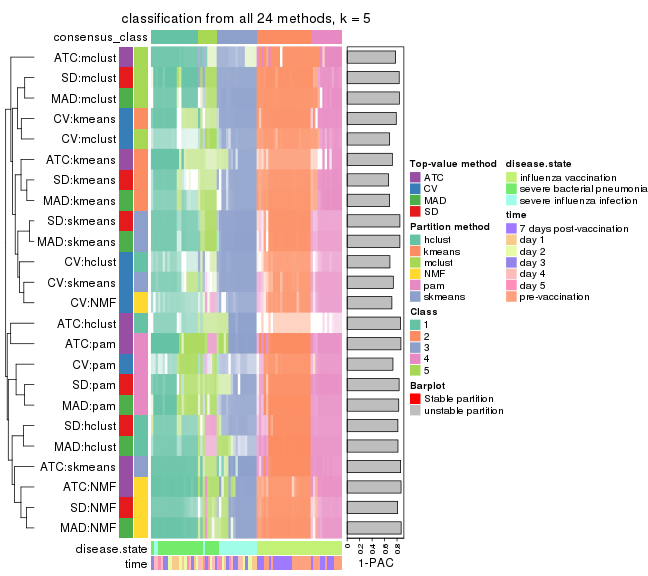 classification from all 24 methods, k = 5
consensus_class
ATC:mclust
SD:mclust
MAD:mclust
CV:kmeans
CV:mclust
ATC:kmeans
SD:kmeans
MAD:kmeans
SD:skmeans
MAD:skmeans
CV:hclust
CV:skmeans
CV:NMF
ATC:hclust
ATC:pam
CV:pam
SD:pam
MAD:pam
SD:hclust
MAD:hclust
ATC:skmeans
ATC:NMF
SD:NMF
MAD:NMF
disease.state
time
0
0.2
0.4
0.6
0.8
1-PAC
Top-value method
ATC
CV
MAD
SD
Partition method
hclust
kmeans
mclust
NMF
pam
skmeans
Class
1
2
3
4
5
Barplot
Stable partition
unstable partition
disease.state
influenza vaccination
severe bacterial pneumonia
severe influenza infection
time
7 days post-vaccination
day 1
day 2
day 3
day 4
day 5
pre-vaccination